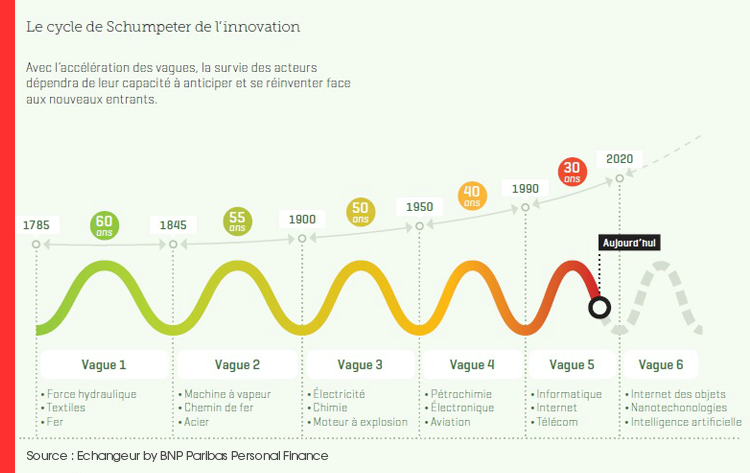 Le cycle de Schumpeter de l'innovation
Avec l'accélération des vagues, la survie des acteurs
dépendra de leur capacité à anticiper et se réinventer face
aux nouveaux entrants.
2020
30
ans
1990
40
ans
1950
50
ans
1900
55
ans
1845
60
ans
1785
Aujourd'hui
Vague 1
Vague 2
Vague 3
Vague 4
Vague 5
Vague 6
• Force hydraulique
• Textiles
• Fer
• Machine à vapeur
• Chemin de fer
• Acier
• Électricité
• Chimie
• Moteur à explosion
• Pétrochimie
• Électronique
• Aviation
• Informatique
• Internet
• Télécom
• Internet des objets
• Nanotechonologies
• Intelligence artificielle
Source : Echangeur by BNP Paribas Personal Finance